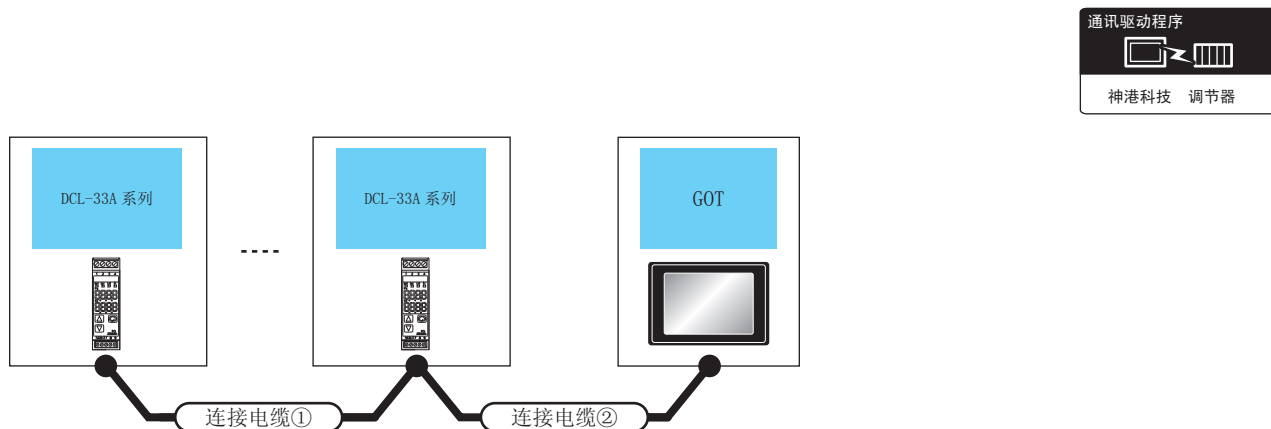 通讯驱动程序
神港科技 调节器
DCL-33A 系列
DCL-33A 系列
GOT
连接电缆①
连接电缆②